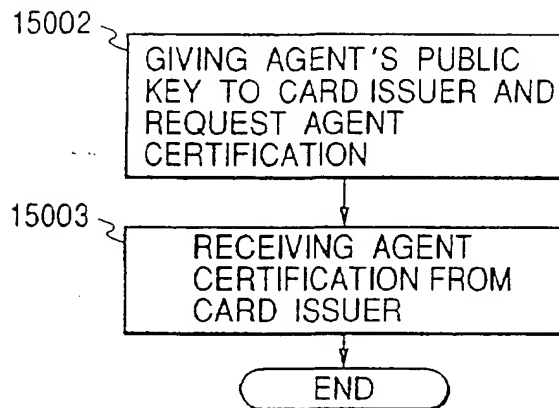 15002
GIVING AGENT'S PUBLIC
KEY TO CARD ISSUER AND
REQUEST AGENT
CERTIFICATION
15003
RECEIVING AGENT
CERTIFICATION FROM
CARD ISSUER
END